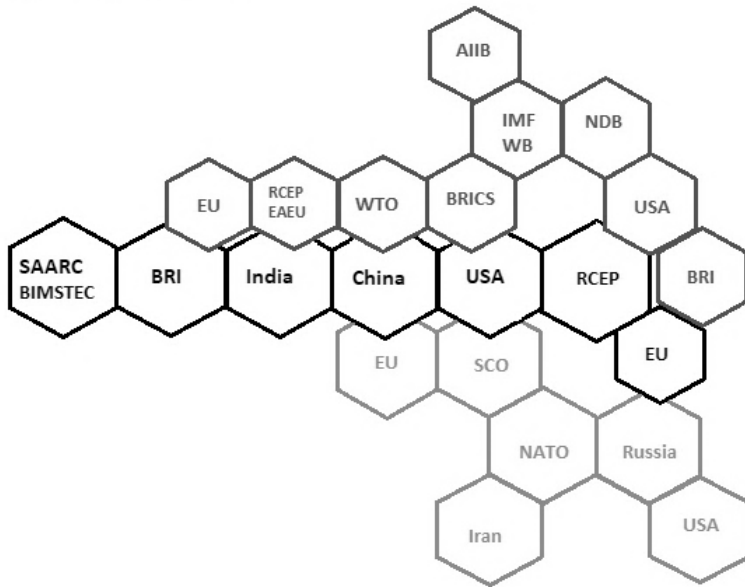 AIIB
IMF
WB
NDB
EU
RCEP
EAEU
WTO
BRICS
USA
SAARC
BIMSTEC
BRI
India
China
USA
RCEP
BRI
EU
EU
SCO
NATO
Russia
Iran
USA